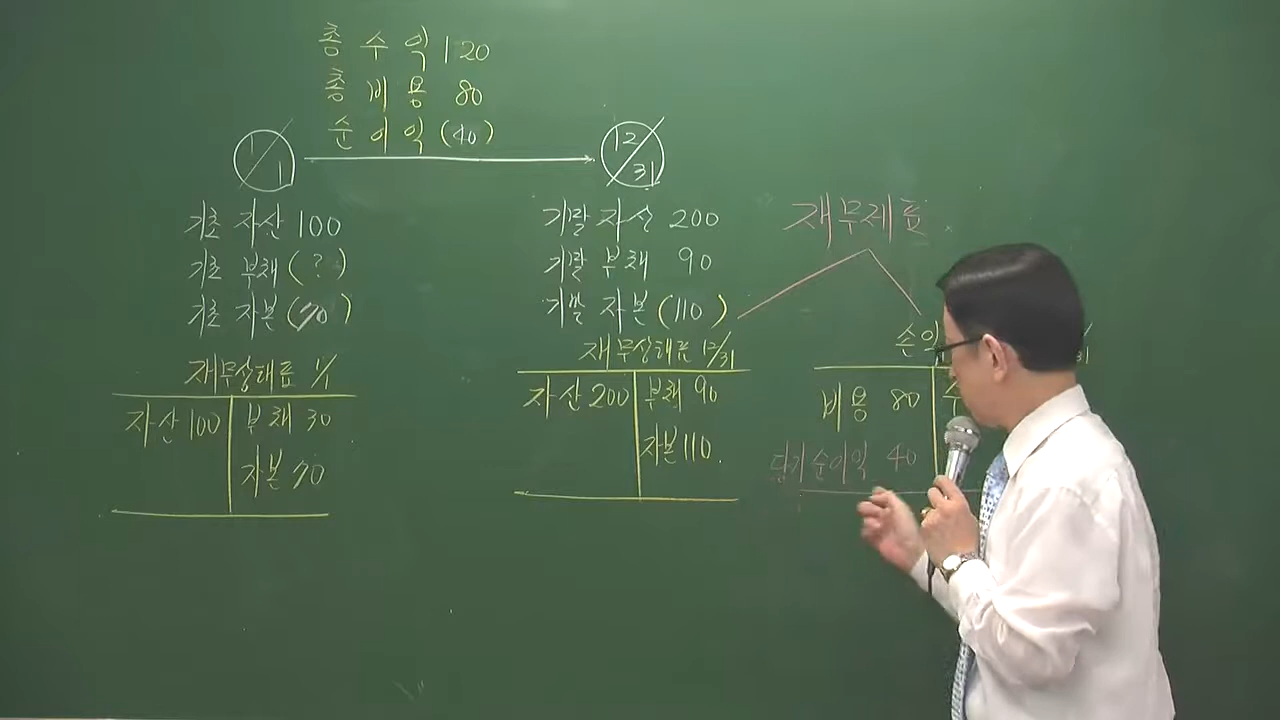 총 수 익 120
총 비 용 80
순 이 익 (40)
1/1
12/31
기초 자산 100
기초 부채 (?)
기초 자본 (70)
기말 자산 200
기말 부채 90
기말 자본 (110)
재무제표
재무상태표 1/1
자산 100 부채 30
자본 70
재무상태표 12/31
자산 200 부채 90
자본 110
손익
비용 80 수
당기순이익 40